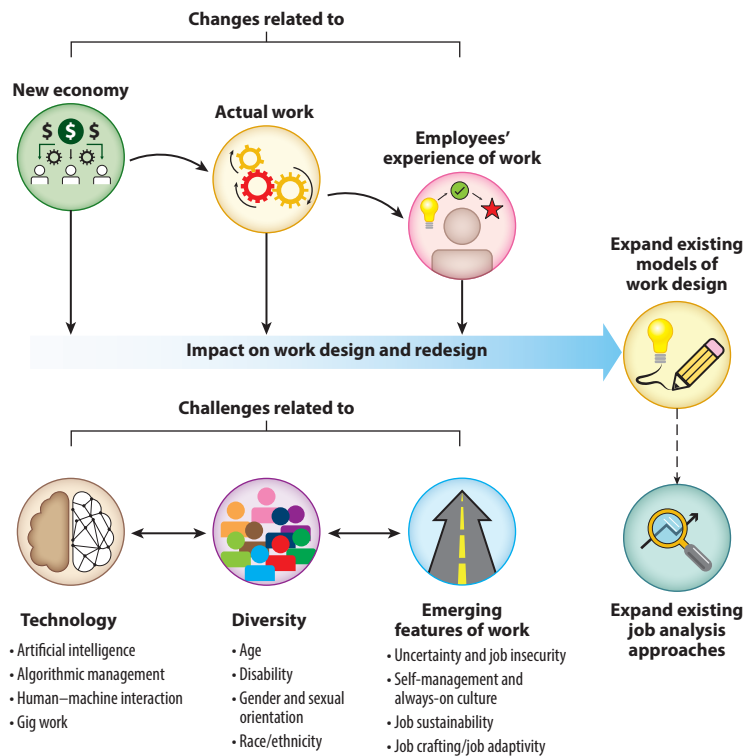 Changes related to
New economy
$ $ $
Actual work
Employees'
experience of work
Expand existing
models of
work design
Impact on work design and redesign
Challenges related to
Technology
• Artificial intelligence
• Algorithmic management
• Human–machine interaction
• Gig work
Diversity
• Age
• Disability
• Gender and sexual
orientation
• Race/ethnicity
Emerging
features of work
• Uncertainty and job insecurity
• Self-management and
always-on culture
• Job sustainability
• Job crafting/job adaptivity
Expand existing
job analysis
approaches